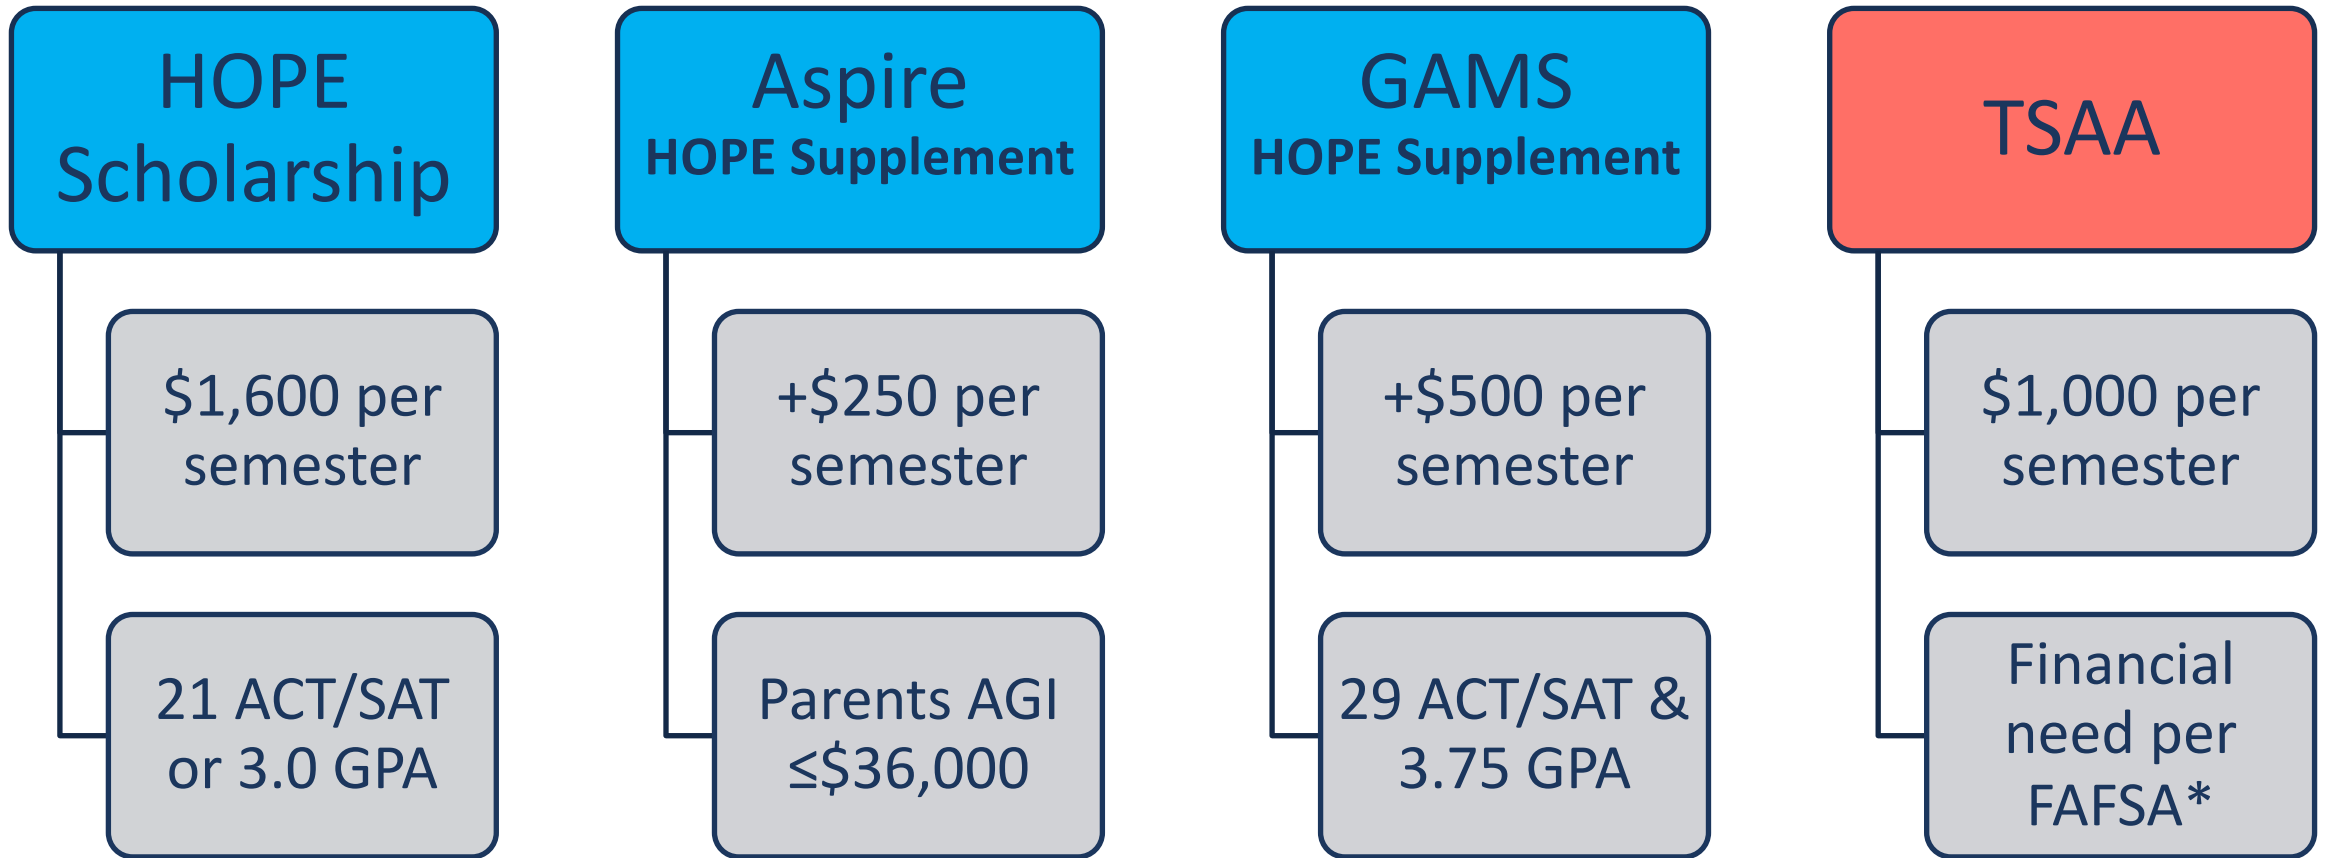 HOPE
Scholarship
$1,600 per
semester
21 ACT/SAT
or 3.0 GPA
Aspire
HOPE Supplement
+$250 per
semester
Parents AGI
≤$36,000
GAMS
HOPE Supplement
+$500 per
semester
29 ACT/SAT &
3.75 GPA
TSAA
$1,000 per
semester
Financial
need per
FAFSA*